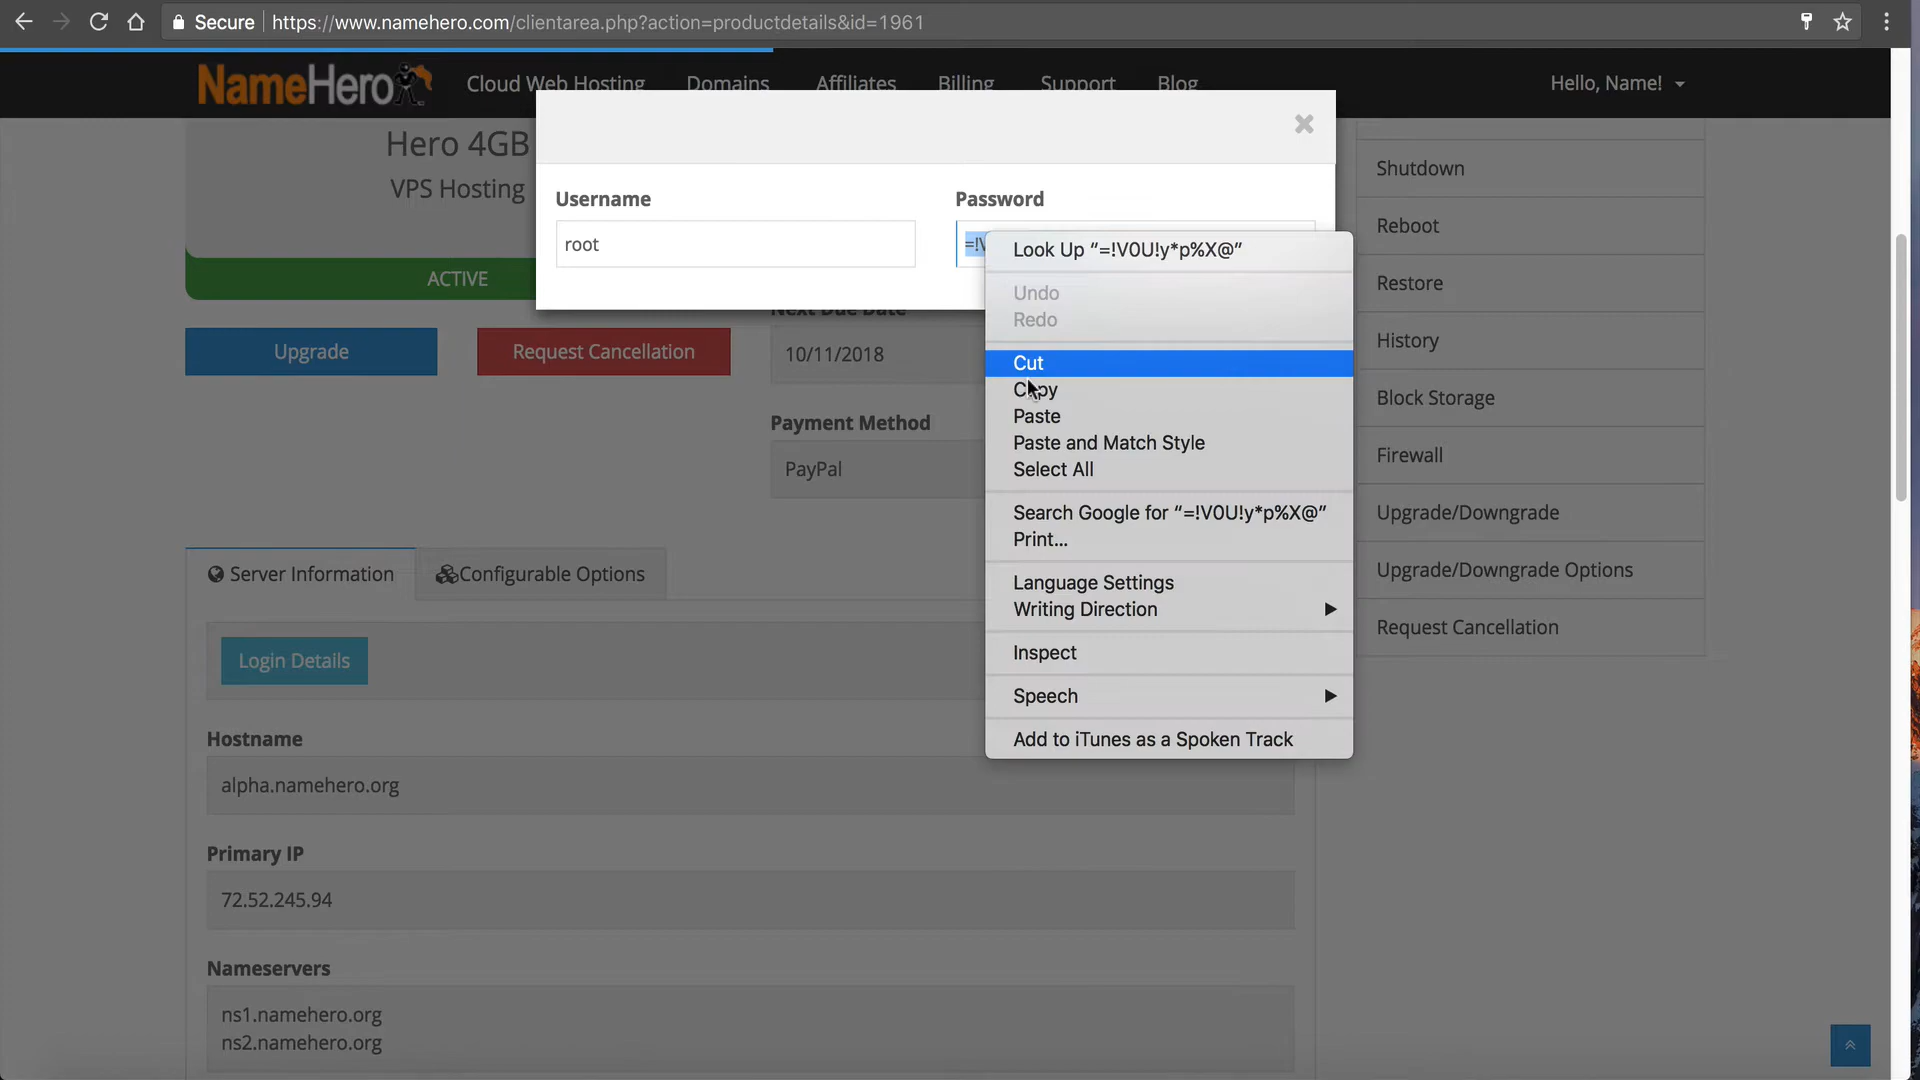 Secure https://www.namehero.com/clientarea.php?action=productdetails&id=1961
NameHero Cloud Web Hosting Domains Affiliates Billing Support Blog Hello, Name!
Hero 4GB
VPS Hosting
ACTIVE
Upgrade Request Cancellation
Username Password
root =!V
Next Due Date
10/11/2018
Payment Method
PayPal
Look Up “=!V0U!y*p%X@”
Undo
Redo
Cut
Copy
Paste
Paste and Match Style
Select All
Search Google for “=!V0U!y*p%X@”
Print...
Language Settings
Writing Direction
Inspect
Speech
Add to iTunes as a Spoken Track
Shutdown
Reboot
Restore
History
Block Storage
Firewall
Upgrade/Downgrade
Upgrade/Downgrade Options
Request Cancellation
Server Information Configurable Options
Login Details
Hostname
alpha.namehero.org
Primary IP
72.52.245.94
Nameservers
ns1.namehero.org
ns2.namehero.org